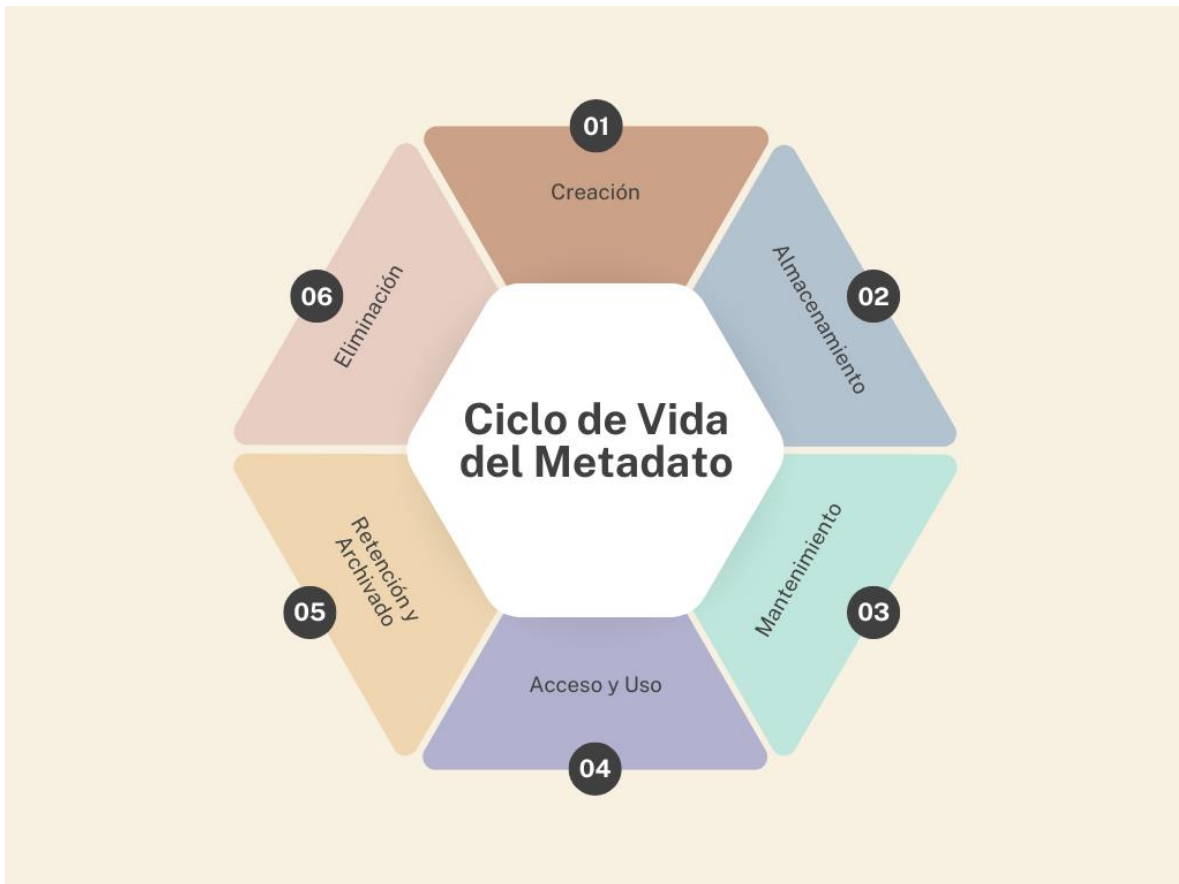 01
Creación
02
Almacenamiento
03
Mantenimiento
04
Acceso y Uso
05
Retención y
Archivado
06
Eliminación
Ciclo de Vida
del Metadato